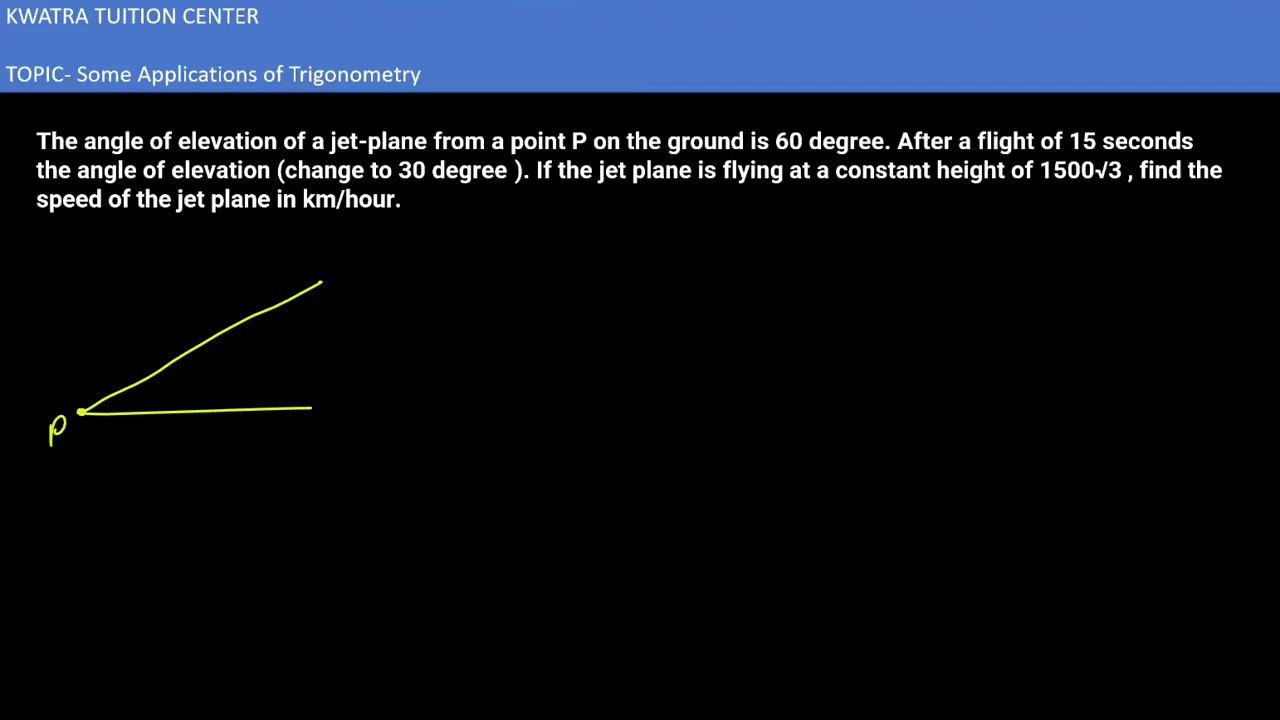 KWATRA TUITION CENTER
TOPIC- Some Applications of Trigonometry
The angle of elevation of a jet-plane from a point P on the ground is 60 degree. After a flight of 15 seconds
the angle of elevation (change to 30 degree ). If the jet plane is flying at a constant height of 1500√3 , find the
speed of the jet plane in km/hour.
P